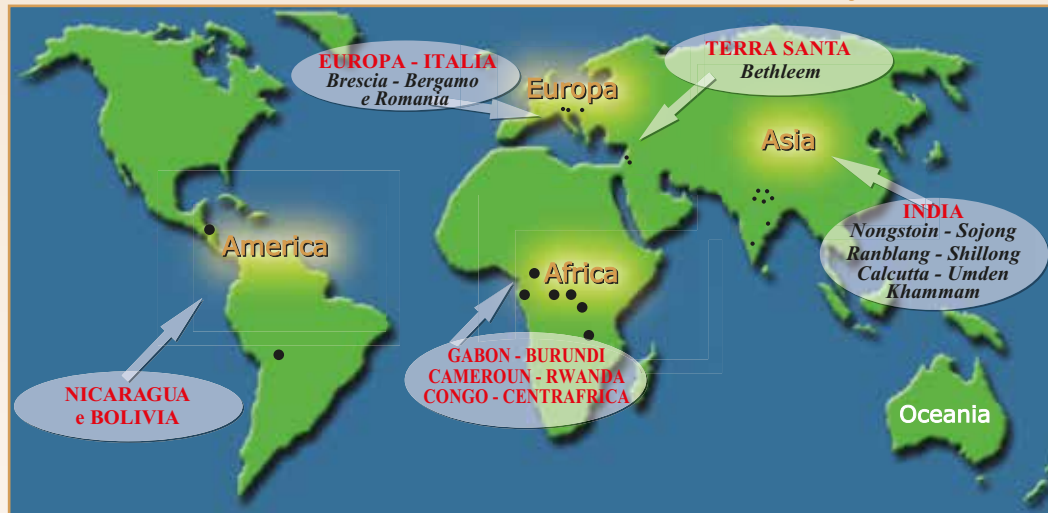 EUROPA - ITALIA
Brescia - Bergamo
e Romania
Europa
TERRA SANTA
Bethleem
Asia
INDIA
Nongstoin - Sojong
Ranblang - Shillong
Calcutta - Umden
Khammam
America
Africa
NICARAGUA
e BOLIVIA
GABON - BURUNDI
CAMEROUN - RWANDA
CONGO - CENTRAFRICA
Oceania